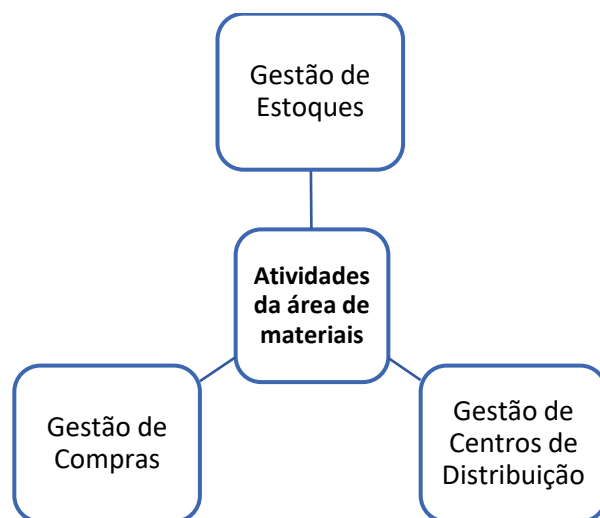 Gestão de
Estoques
Atividades
da área de
materiais
Gestão de
Compras
Gestão de
Centros de
Distribuição